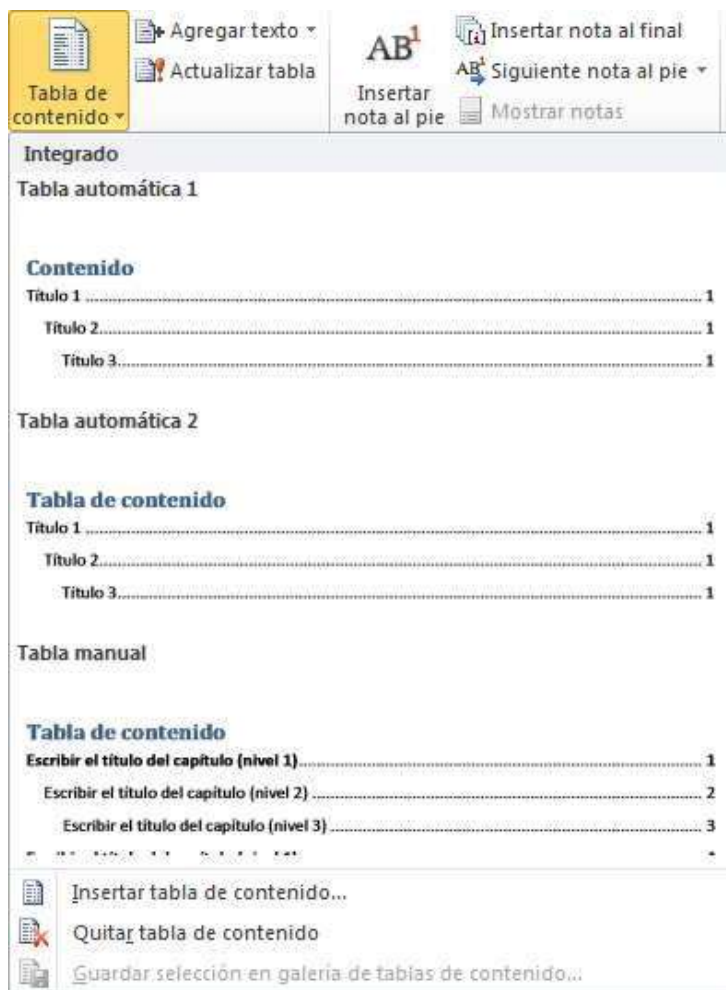 Agregar texto
Actualizar tabla
Tabla de
contenido
AB1
Insertar
nota al pie
Insertar nota al final
Siguiente nota al pie
Mostrar notas
Integrado
Tabla automática 1
Contenido
Título 1 1
Título 2 1
Título 3 1
Tabla automática 2
Tabla de contenido
Título 1 1
Título 2 1
Título 3 1
Tabla manual
Tabla de contenido
Escribir el título del capítulo (nivel 1) 1
Escribir el título del capítulo (nivel 2) 2
Escribir el título del capítulo (nivel 3) 3
Insertar tabla de contenido...
Quitar tabla de contenido
Guardar selección en galería de tablas de contenido...